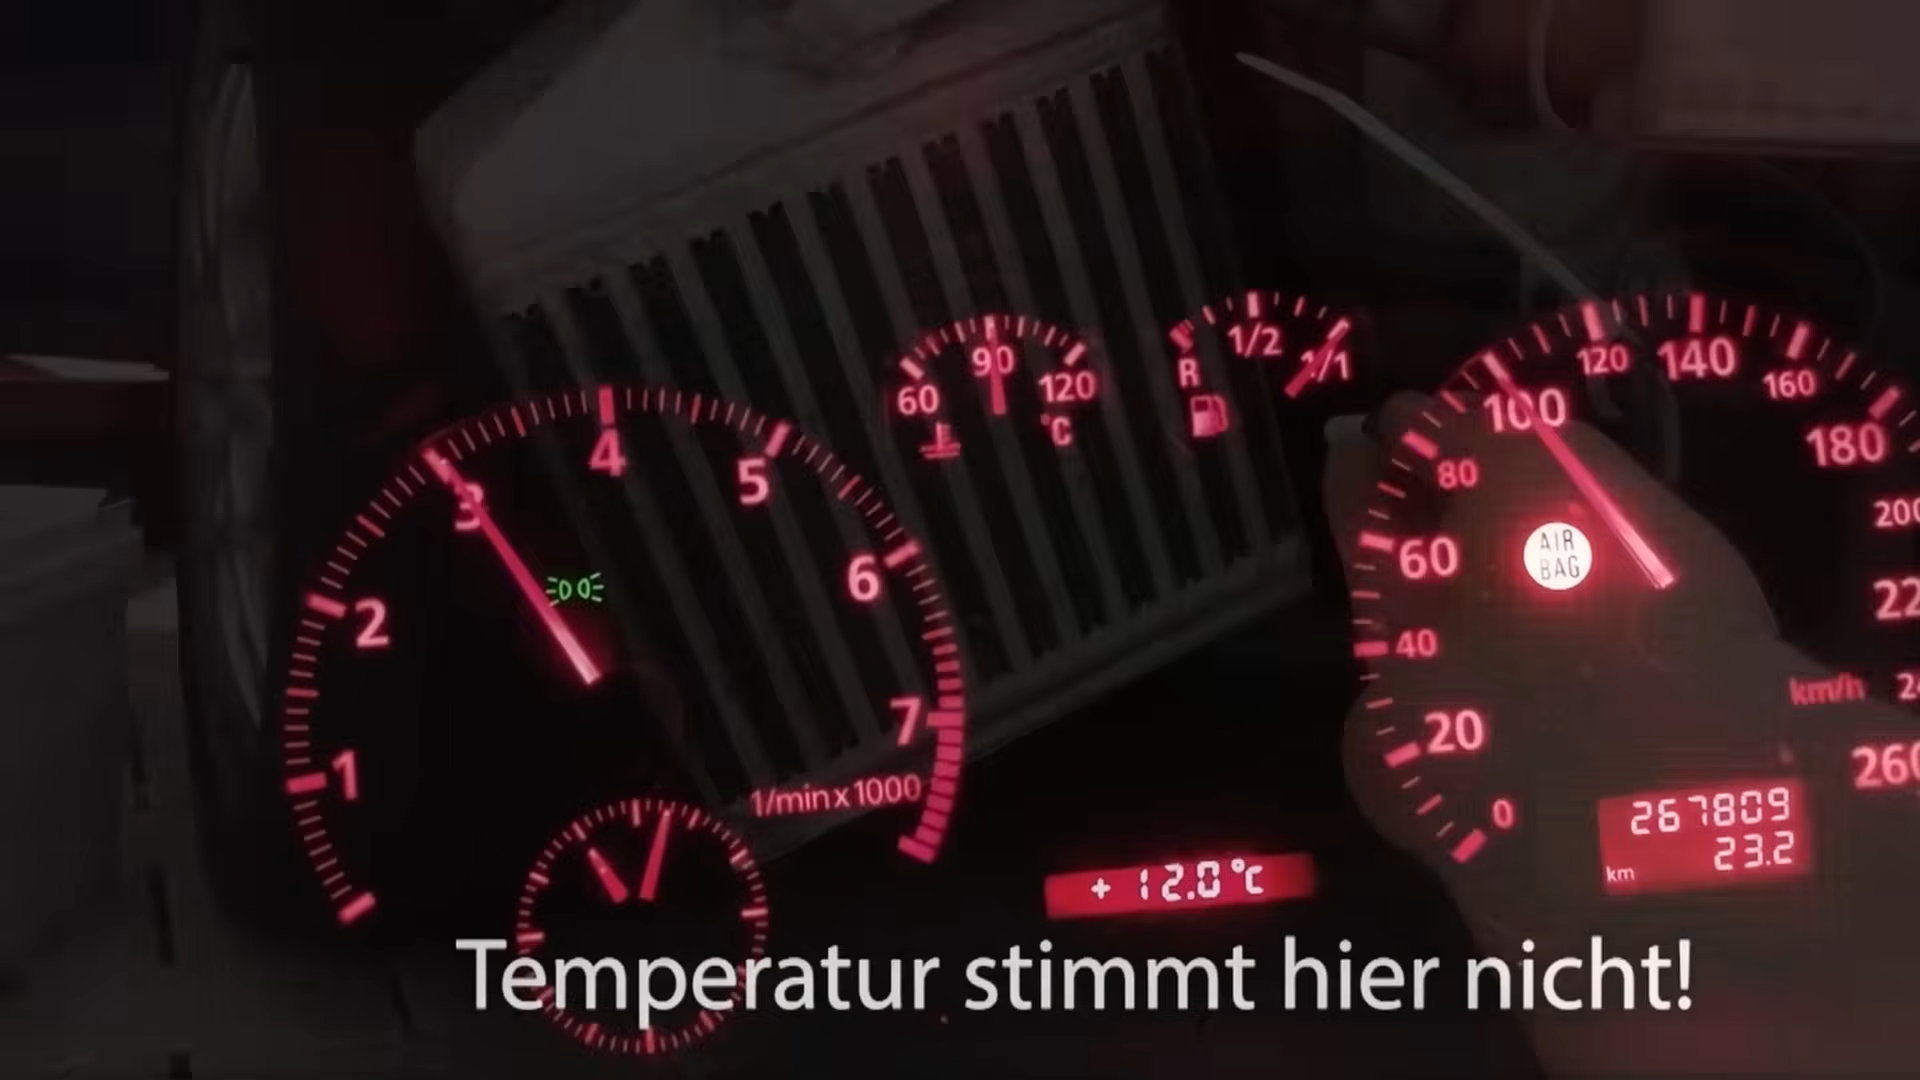 1
2
3
4
5
6
7
1/min x 1000
60
90
120
°C
R
1/2
1/1
0
20
40
60
80
100
120
140
160
180
km/h
260
AIR
BAG
267809
23.2
km
+ 12.0°C
Temperatur stimmt hier nicht!